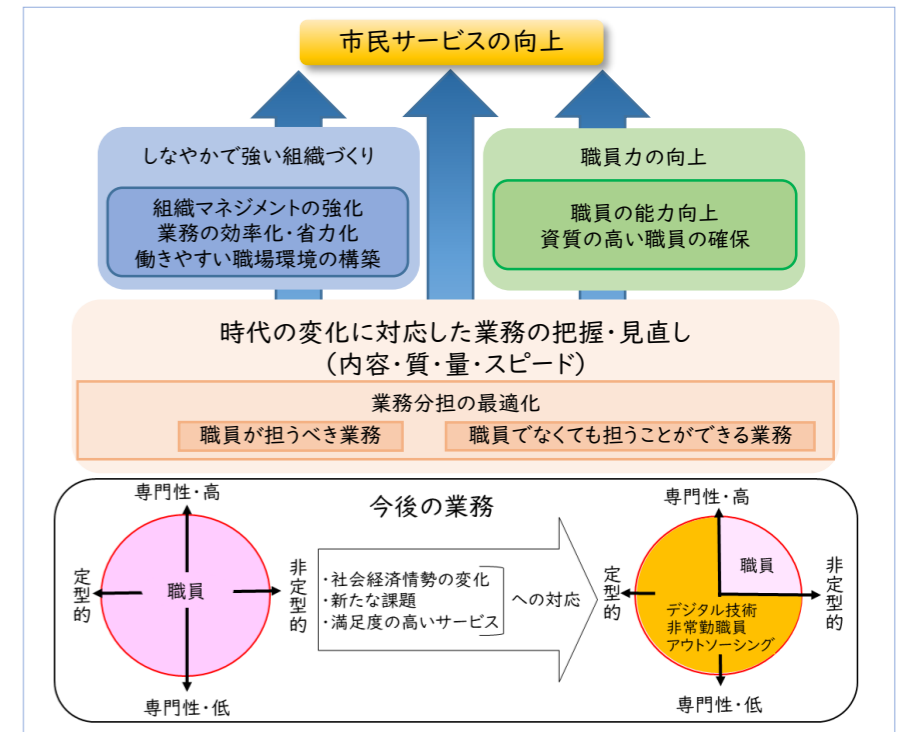 市民サービスの向上
しなやかで強い組織づくり
組織マネジメントの強化
業務の効率化・省力化
働きやすい職場環境の構築
職員力の向上
職員の能力向上
資質の高い職員の確保
時代の変化に対応した業務の把握・見直し
（内容・質・量・スピード）
業務分担の最適化
職員が担うべき業務
職員でなくても担うことができる業務
今後の業務
専門性・高
定型的
職員
非定型的
専門性・低
・社会経済情勢の変化
・新たな課題
・満足度の高いサービス
への対応
専門性・高
定型的
職員
非定型的
デジタル技術
非常勤職員
アウトソーシング
専門性・低